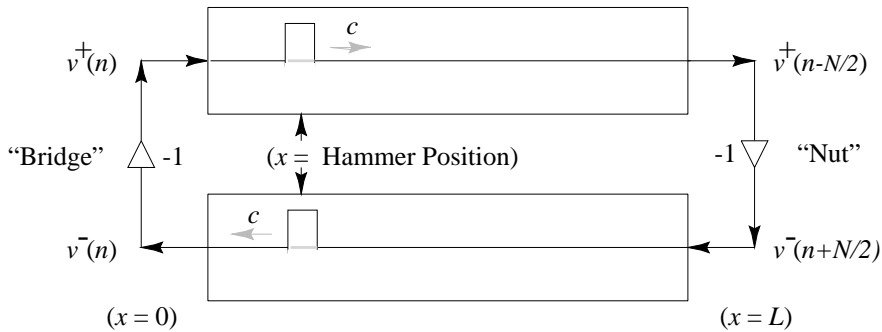 c
v⁺(n)
v⁺(n-N/2)
“Bridge” -1 (x = Hammer Position) -1 “Nut”
c
v⁻(n)
v⁻(n+N/2)
(x = 0)
(x = L)